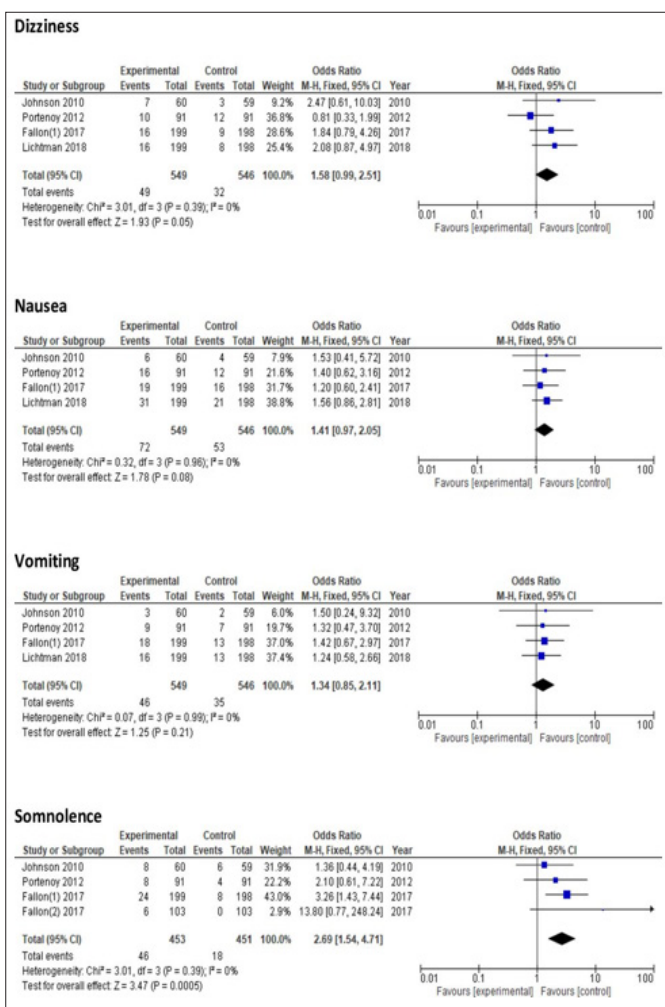 Dizziness
Experimental Control Odds Ratio Odds Ratio
Study or Subgroup Events Total Events Total Weight M-H, Fixed, 95% CI Year M-H, Fixed, 95% CI
Johnson 2010 7 60 3 59 9.2% 2.47 [0.61, 10.03] 2010
Portenoy 2012 10 91 12 91 36.8% 0.81 [0.33, 1.99] 2012
Fallon(1) 2017 16 199 9 198 28.6% 1.84 [0.79, 4.26] 2017
Lichtman 2018 16 199 8 198 25.4% 2.08 [0.87, 4.97] 2018
Total (95% CI) 549 546 100.0% 1.58 [0.99, 2.51]
Total events 49 32
Heterogeneity: Chi² = 3.01, df = 3 (P = 0.39); I² = 0%
Test for overall effect: Z = 1.93 (P = 0.05)
0.01 0.1 1 10 100
Favours [experimental] Favours [control]
Nausea
Experimental Control Odds Ratio Odds Ratio
Study or Subgroup Events Total Events Total Weight M-H, Fixed, 95% CI Year M-H, Fixed, 95% CI
Johnson 2010 6 60 4 59 7.9% 1.53 [0.41, 5.72] 2010
Portenoy 2012 16 91 12 91 21.6% 1.40 [0.62, 3.16] 2012
Fallon(1) 2017 19 199 16 198 31.7% 1.20 [0.60, 2.41] 2017
Lichtman 2018 31 199 21 198 38.8% 1.56 [0.86, 2.81] 2018
Total (95% CI) 549 546 100.0% 1.41 [0.97, 2.05]
Total events 72 53
Heterogeneity: Chi² = 0.32, df = 3 (P = 0.96); I² = 0%
Test for overall effect: Z = 1.78 (P = 0.08)
0.01 0.1 1 10 100
Favours [experimental] Favours [control]
Vomiting
Experimental Control Odds Ratio Odds Ratio
Study or Subgroup Events Total Events Total Weight M-H, Fixed, 95% CI Year M-H, Fixed, 95% CI
Johnson 2010 3 60 2 59 6.0% 1.50 [0.24, 9.32] 2010
Portenoy 2012 9 91 7 91 19.7% 1.32 [0.47, 3.70] 2012
Fallon(1) 2017 18 199 13 198 37.0% 1.42 [0.67, 2.97] 2017
Lichtman 2018 16 199 13 198 37.4% 1.24 [0.58, 2.66] 2018
Total (95% CI) 549 546 100.0% 1.34 [0.85, 2.11]
Total events 46 35
Heterogeneity: Chi² = 0.07, df = 3 (P = 0.99); I² = 0%
Test for overall effect: Z = 1.25 (P = 0.21)
0.01 0.1 1 10 100
Favours [experimental] Favours [control]
Somnolence
Experimental Control Odds Ratio Odds Ratio
Study or Subgroup Events Total Events Total Weight M-H, Fixed, 95% CI Year M-H, Fixed, 95% CI
Johnson 2010 8 60 6 59 31.9% 1.36 [0.44, 4.19] 2010
Portenoy 2012 8 91 4 91 22.2% 2.10 [0.61, 7.22] 2012
Fallon(1) 2017 24 199 8 198 43.0% 3.26 [1.43, 7.44] 2017
Fallon(2) 2017 6 103 0 103 2.9% 13.80 [0.77, 248.24] 2017
Total (95% CI) 453 451 100.0% 2.69 [1.54, 4.71]
Total events 46 18
Heterogeneity: Chi² = 3.01, df = 3 (P = 0.39); I² = 0%
Test for overall effect: Z = 3.47 (P = 0.0005)
0.01 0.1 1 10 100
Favours [experimental] Favours [control]